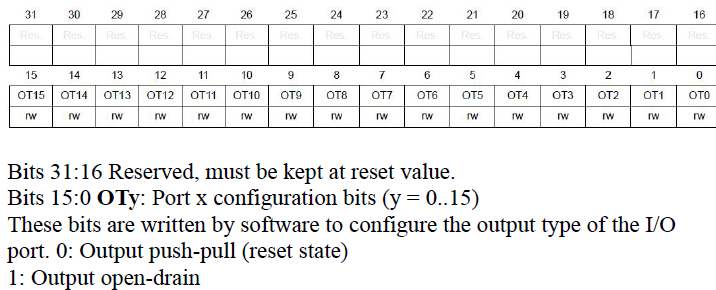 31 30 29 28 27 26 25 24 23 22 21 20 19 18 17 16
Res. Res. Res. Res. Res. Res. Res. Res. Res. Res. Res. Res. Res. Res. Res. Res.
15 14 13 12 11 10 9 8 7 6 5 4 3 2 1 0
OT15 OT14 OT13 OT12 OT11 OT10 OT9 OT8 OT7 OT6 OT5 OT4 OT3 OT2 OT1 OT0
rw rw rw rw rw rw rw rw rw rw rw rw rw rw rw rw
Bits 31:16 Reserved, must be kept at reset value.
Bits 15:0 OTy: Port x configuration bits (y = 0..15)
These bits are written by software to configure the output type of the I/O
port. 0: Output push-pull (reset state)
1: Output open-drain